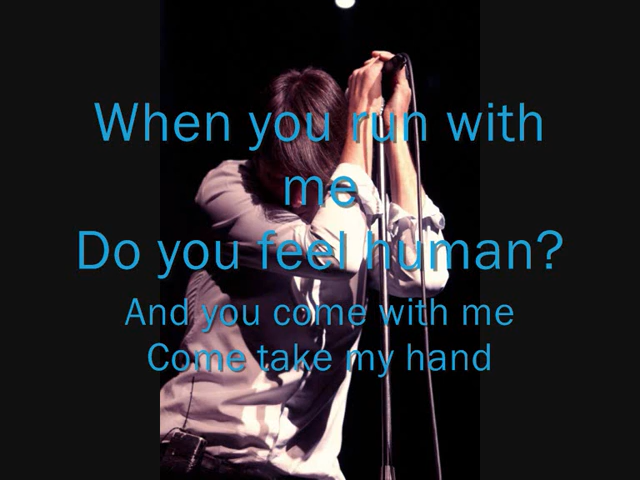 When you run with
me
Do you feel human?
And you come with me
Come take my hand